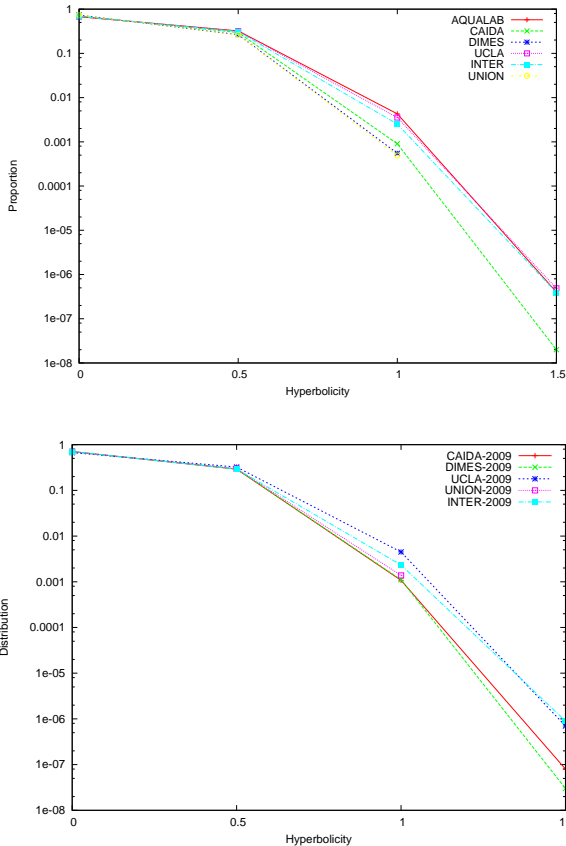 1
0.1
0.01
0.001
0.0001
1e-05
1e-06
1e-07
1e-08
Proportion
0
0.5
1
1.5
Hyperbolicity
AQUALAB
CAIDA
DIMES
UCLA
INTER
UNION
1
0.1
0.01
0.001
0.0001
1e-05
1e-06
1e-07
1e-08
Distribution
0
0.5
1
1
Hyperbolicity
CAIDA-2009
DIMES-2009
UCLA-2009
UNION-2009
INTER-2009